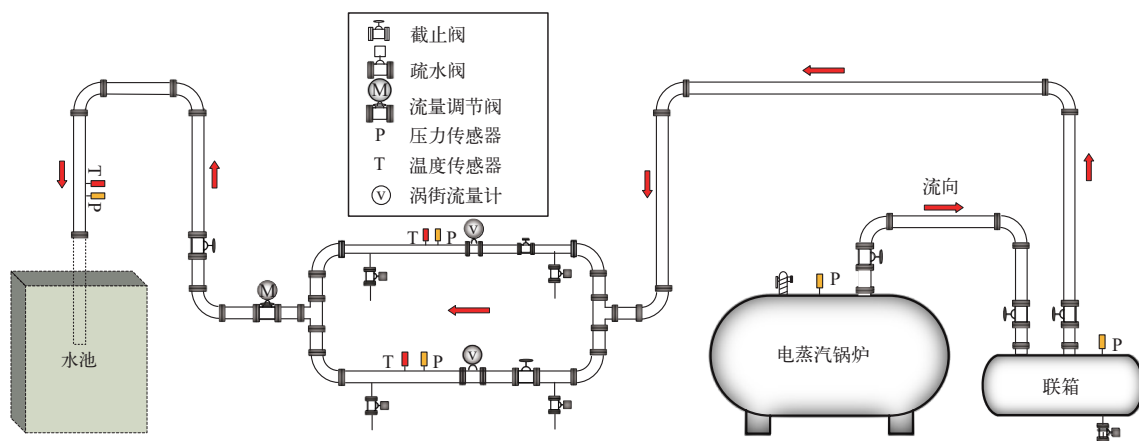 截止阀
疏水阀
M
流量调节阀
P 压力传感器
T 温度传感器
V 涡街流量计
T
P
流向
T P V
M
P
T P V
水池
电蒸汽锅炉
P
联箱